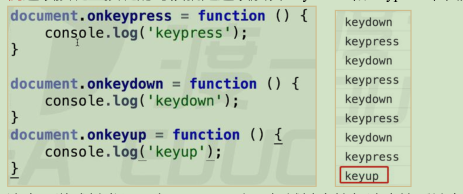 document.onkeypress = function () {
    console.log('keypress');
}
document.onkeydown = function () {
    console.log('keydown');
}
document.onkeyup = function () {
    console.log('keyup');
}
keydown
keypress
keydown
keypress
keydown
keypress
keydown
keypress
keyup